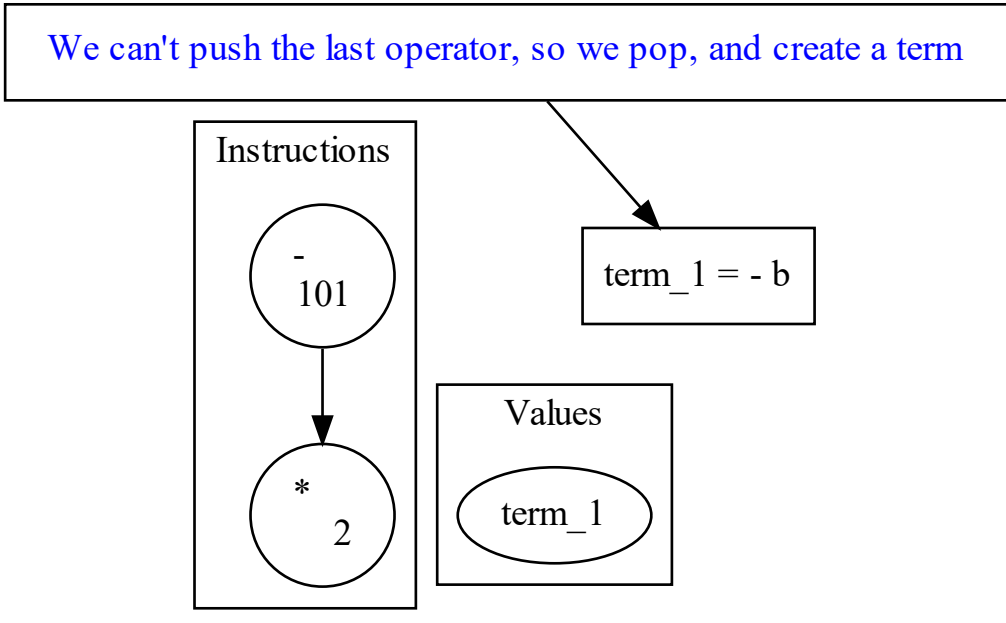 We can't push the last operator, so we pop, and create a term
Instructions
-
101
term_1 = - b
Values
*
2
term_1